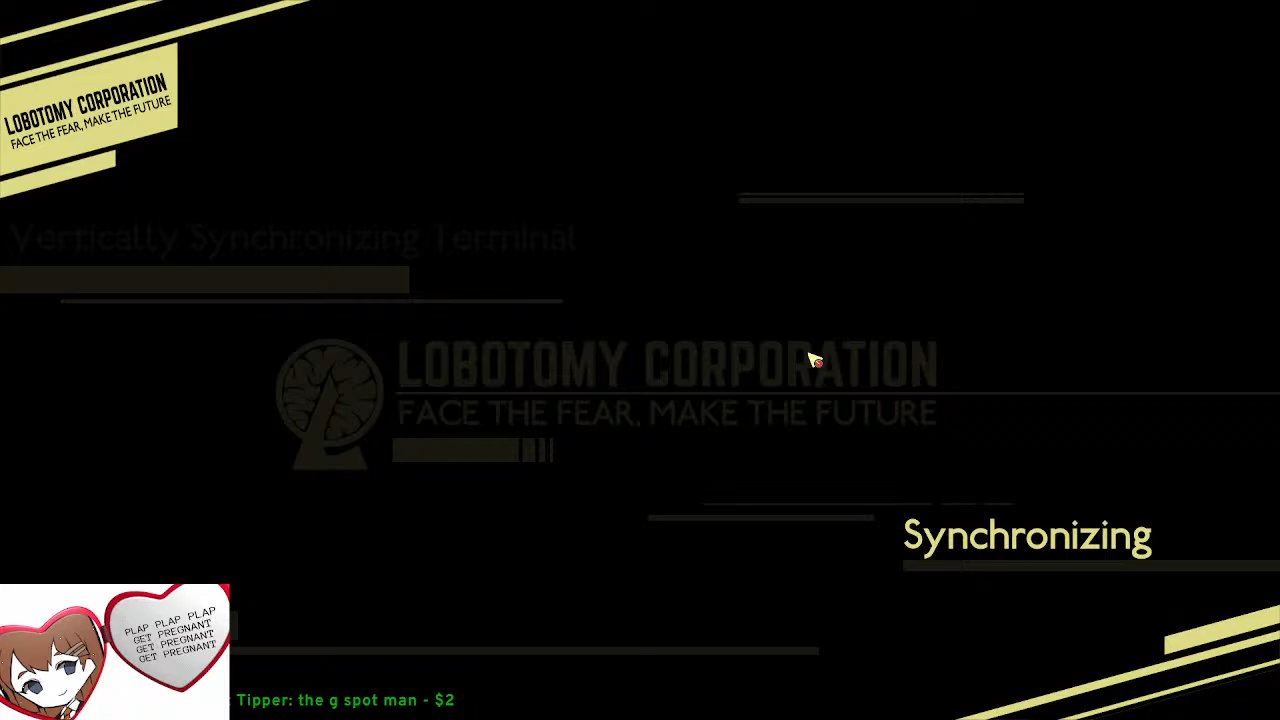 LOBOTOMY CORPORATION
FACE THE FEAR, MAKE THE FUTURE
Vertically Synchronizing Terminal
LOBOTOMY CORPORATION
FACE THE FEAR, MAKE THE FUTURE
Synchronizing
PLAP PLAP PLAP
GET PREGNANT
GET PREGNANT
GET PREGNANT
Tipper: the g spot man - $2